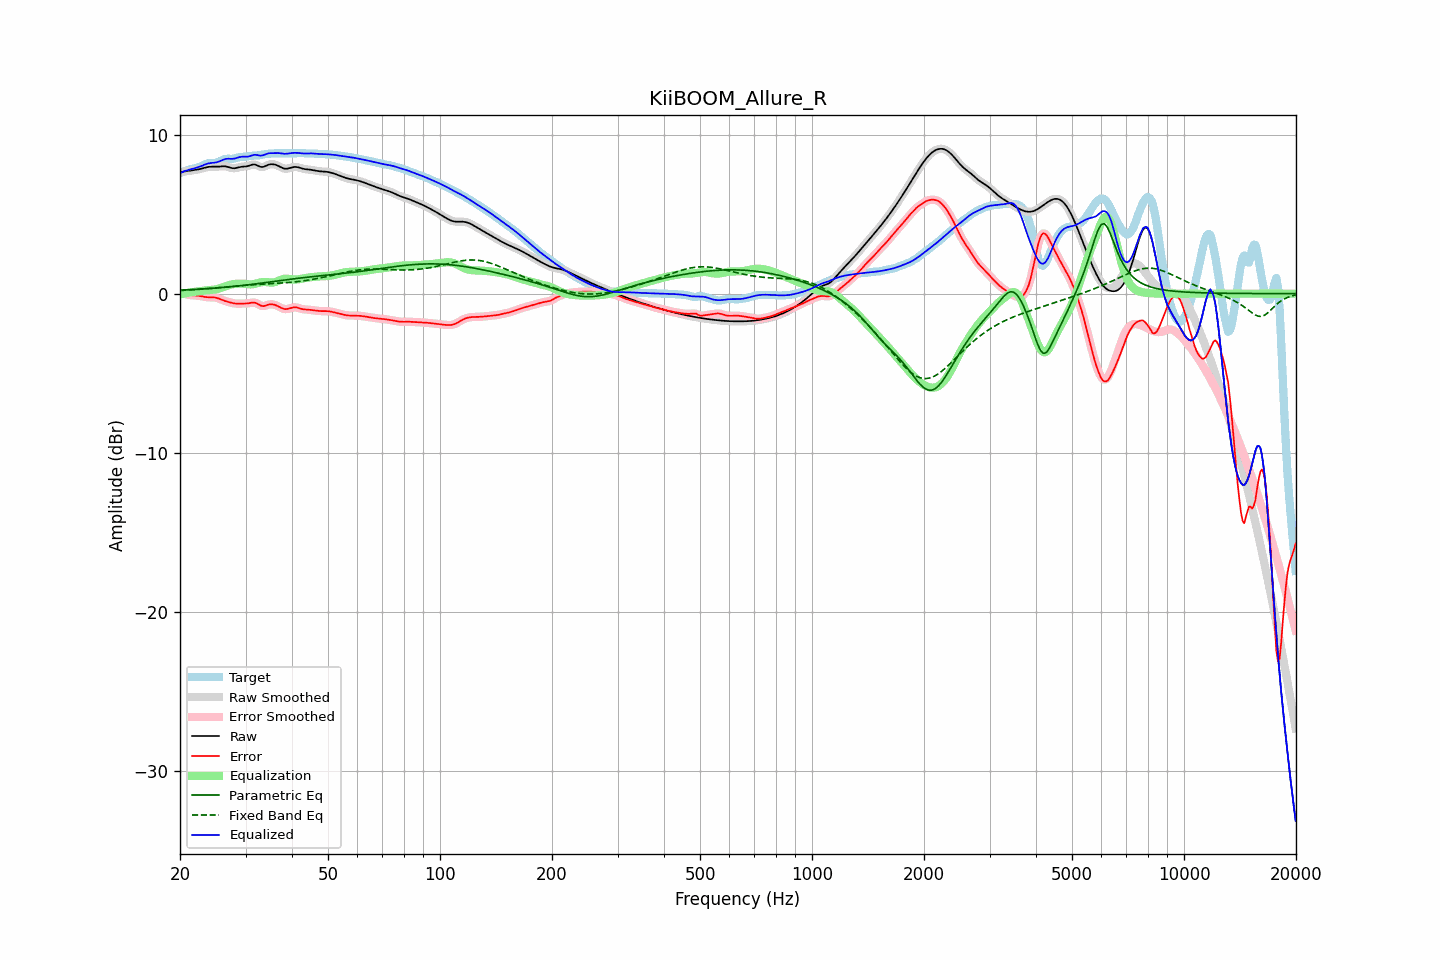 KiiBOOM_Allure_R
Amplitude (dBr)
10
0
−10
−20
−30
Target
Raw Smoothed
Error Smoothed
Raw
Error
Equalization
Parametric Eq
Fixed Band Eq
Equalized
20 50 100 200 500 1000 2000 5000 10000 20000
Frequency (Hz)